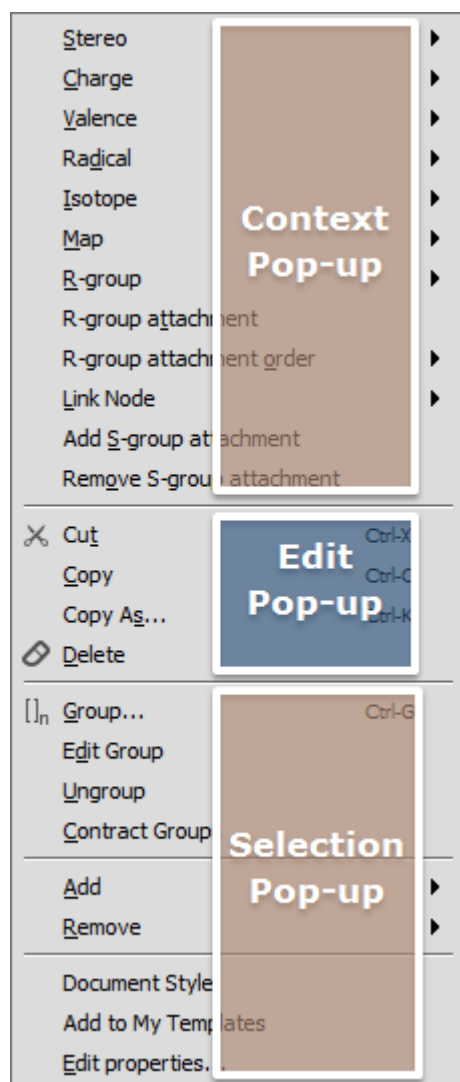 Stereo
Charge
Valence
Radical
Isotope
Map
R-group
R-group attachment
R-group attachment order
Link Node
Add S-group attachment
Remove S-group attachment
Context
Pop-up
Cut Ctrl-X
Copy Ctrl-C
Copy As... Ctrl-K
Delete
Edit
Pop-up
[]n Group... Ctrl-G
Edit Group
Ungroup
Contract Group
Add
Remove
Document Style
Add to My Templates
Edit properties...
Selection
Pop-up